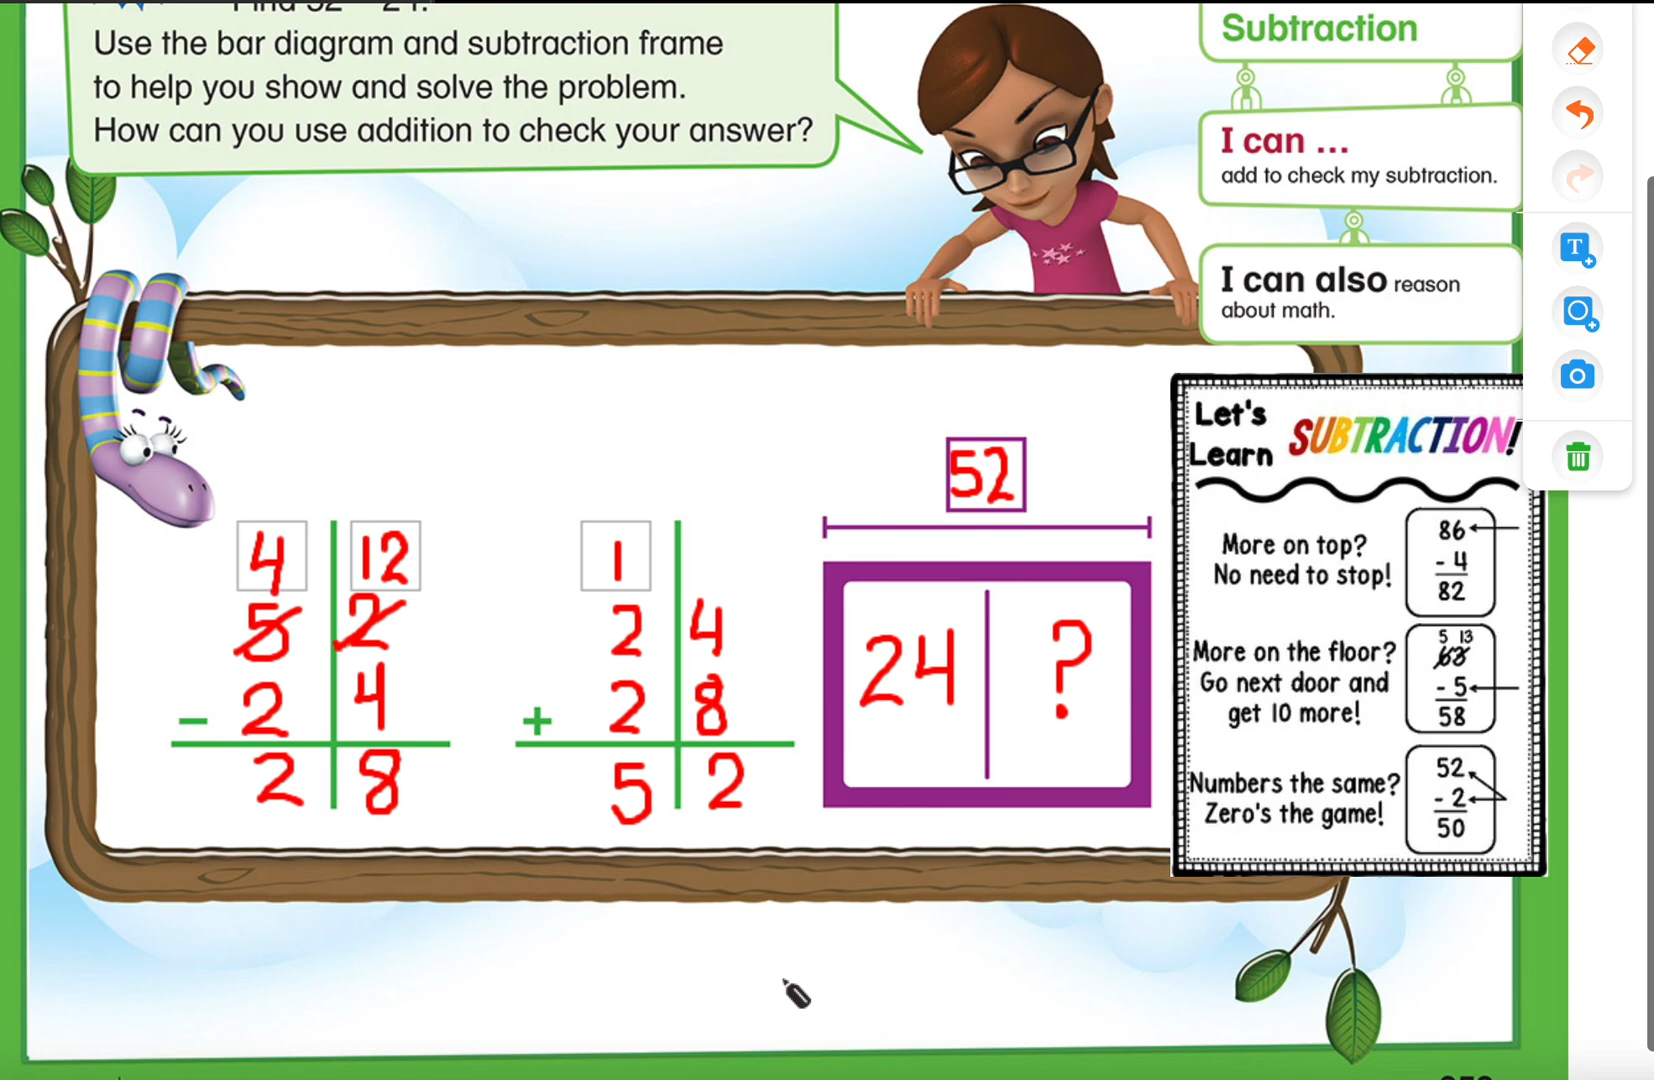 Use the bar diagram and subtraction frame
to help you show and solve the problem.
How can you use addition to check your answer?
Subtraction
I can ...
add to check my subtraction.
I can also reason
about math.
4 12
5 2
- 2 4
2 8
1
2 4
+ 2 8
5 2
52
24 ?
Let's
Learn
SUBTRACTION!
More on top?
No need to stop!
86
- 4
82
More on the floor?
Go next door and
get 10 more!
5 13
63
- 5
58
Numbers the same?
Zero's the game!
52
- 2
50
T